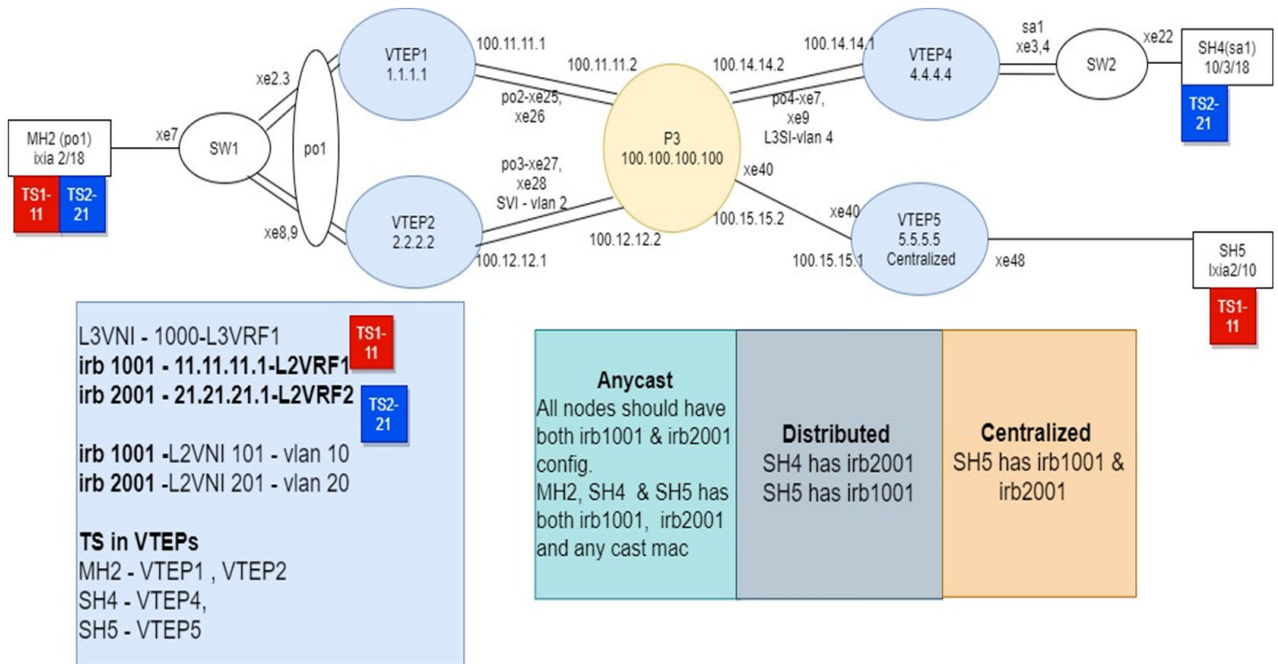 VTEP1
1.1.1.1
100.11.11.1
100.11.11.2
100.14.14.1
100.14.14.2
VTEP4
4.4.4.4
sa1
xe3,4
SW2
xe22
SH4(sa1)
10/3/18
TS2-
21
xe2.3
po2-xe25,
xe26
po4-xe7,
xe9
L3SI-vlan 4
P3
100.100.100.100
MH2 (po1)
ixia 2/18
TS1-
11
TS2-
21
xe7
SW1
po1
po3-xe27,
xe28
SVI - vlan 2
xe40
xe40
100.15.15.2
100.15.15.1
VTEP5
5.5.5.5
Centralized
xe48
SH5
Ixia2/10
TS1-
11
xe8,9
VTEP2
2.2.2.2
100.12.12.2
100.12.12.1
L3VNI - 1000-L3VRF1
irb 1001 - 11.11.11.1-L2VRF1
irb 2001 - 21.21.21.1-L2VRF2
TS1-
11
TS2-
21
irb 1001 -L2VNI 101 - vlan 10
irb 2001 -L2VNI 201 - vlan 20
TS in VTEPs
MH2 - VTEP1 , VTEP2
SH4 - VTEP4,
SH5 - VTEP5
Anycast
All nodes should have
both irb1001 & irb2001
config.
MH2, SH4 & SH5 has
both irb1001, irb2001
and any cast mac
Distributed
SH4 has irb2001
SH5 has irb1001
Centralized
SH5 has irb1001 &
irb2001